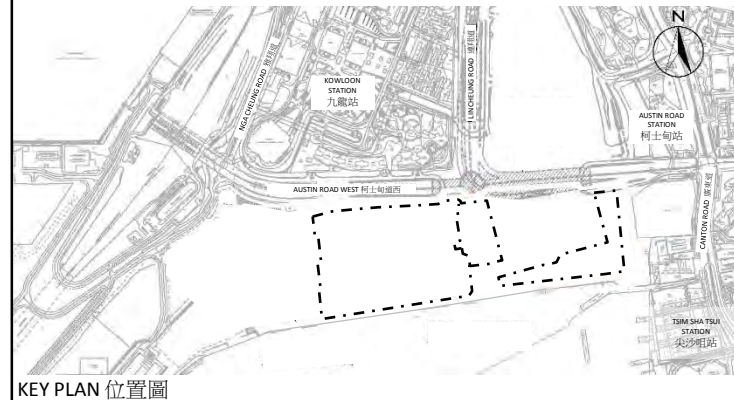 N
NGA CHEUNG ROAD 雅翔道
KOWLOON
STATION
九龍站
LIN CHEUNG ROAD 連翔道
AUSTIN ROAD
STATION
柯士甸站
AUSTIN ROAD WEST 柯士甸道西
CANTON ROAD 廣東道
TSIM SHA TSUI
STATION
尖沙咀站
KEY PLAN 位置圖